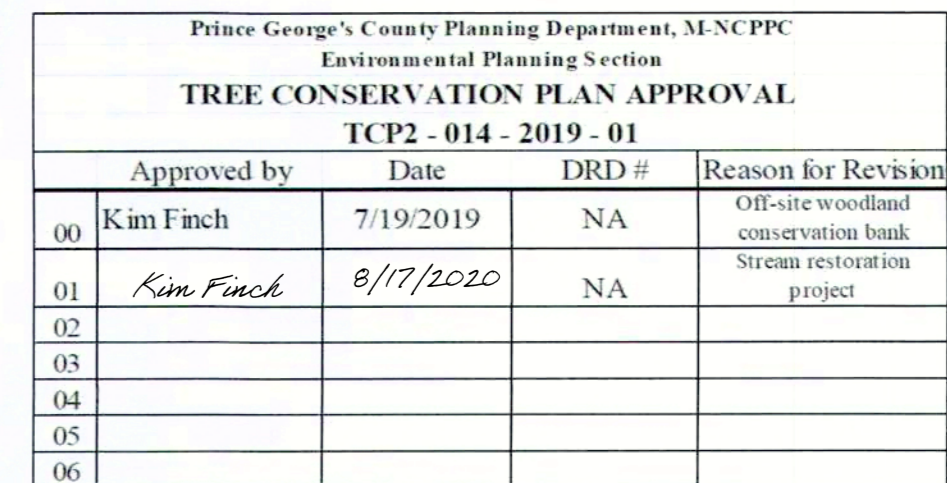 Prince George's County Planning Department, M-NCPPC
Environmental Planning Section
TREE CONSERVATION PLAN APPROVAL
TCP2 - 014 - 2019 - 01
Approved by Date DRD # Reason for Revision
00 Kim Finch 7/19/2019 NA Off-site woodland conservation bank
01 Kim Finch 8/17/2020 NA Stream restoration project
02
03
04
05
06